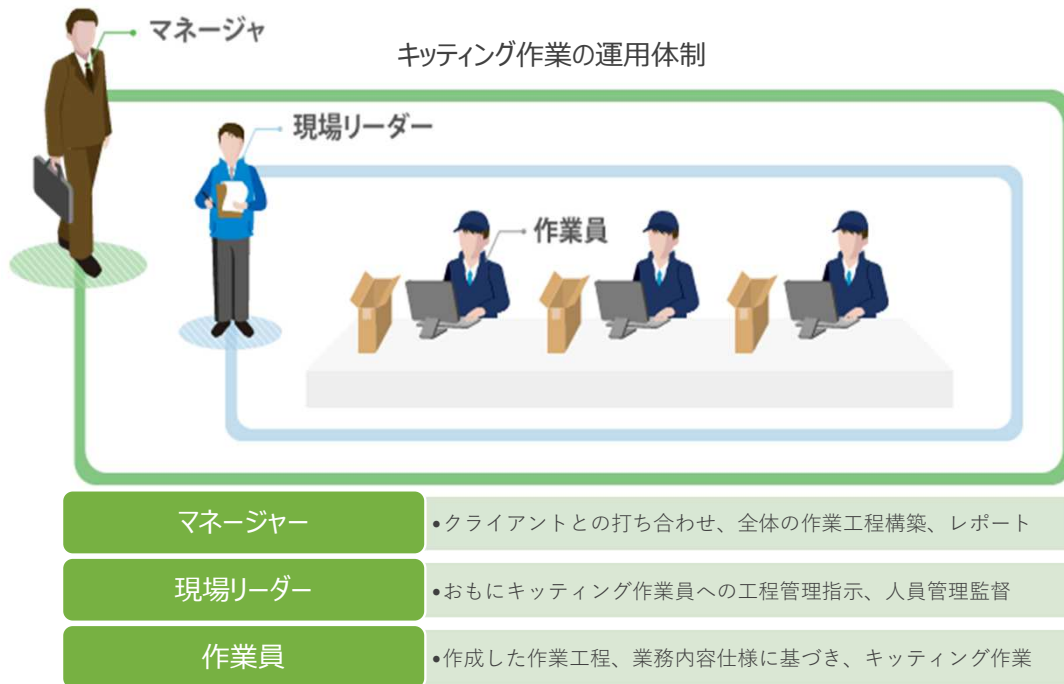 マネージャ
キッティング作業の運用体制
現場リーダー
作業員
マネージャー
•クライアントとの打ち合わせ、全体の作業工程構築、レポート
現場リーダー
•おもにキッティング作業員への工程管理指示、人員管理監督
作業員
•作成した作業工程、業務内容仕様に基づき、キッティング作業